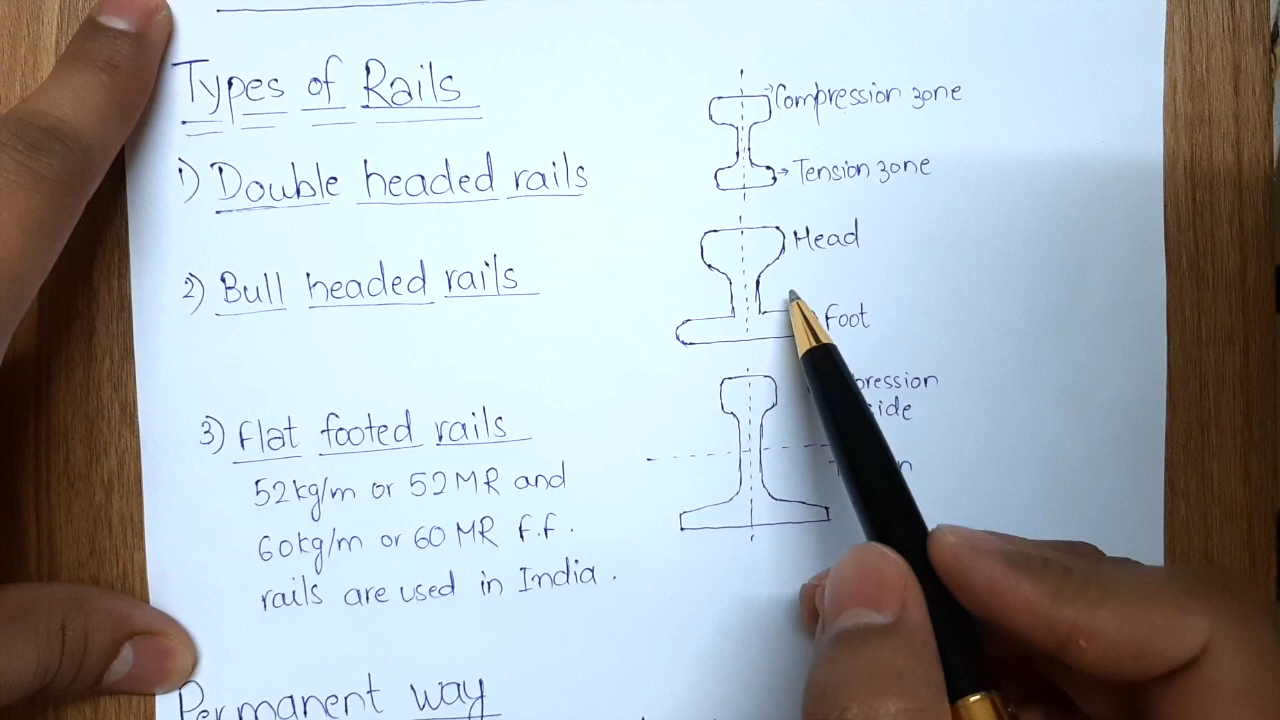 Types of Rails
1) Double headed rails
Compression zone
Tension zone
2) Bull headed rails
Head
Foot
3) Flat footed rails
52kg/m or 52 MR and
60kg/m or 60 MR f.f.
rails are used in India.
Permanent way